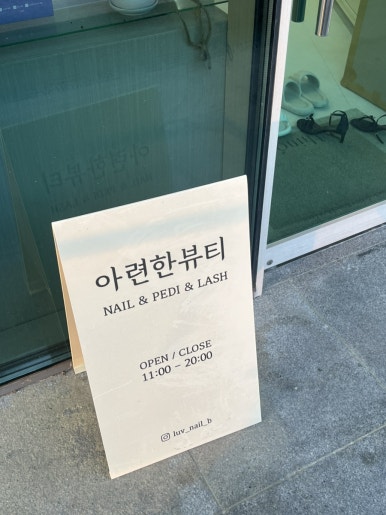 아련한뷰티
NAIL & PEDI & LASH
OPEN / CLOSE
11:00 - 20:00
luv_nail_b